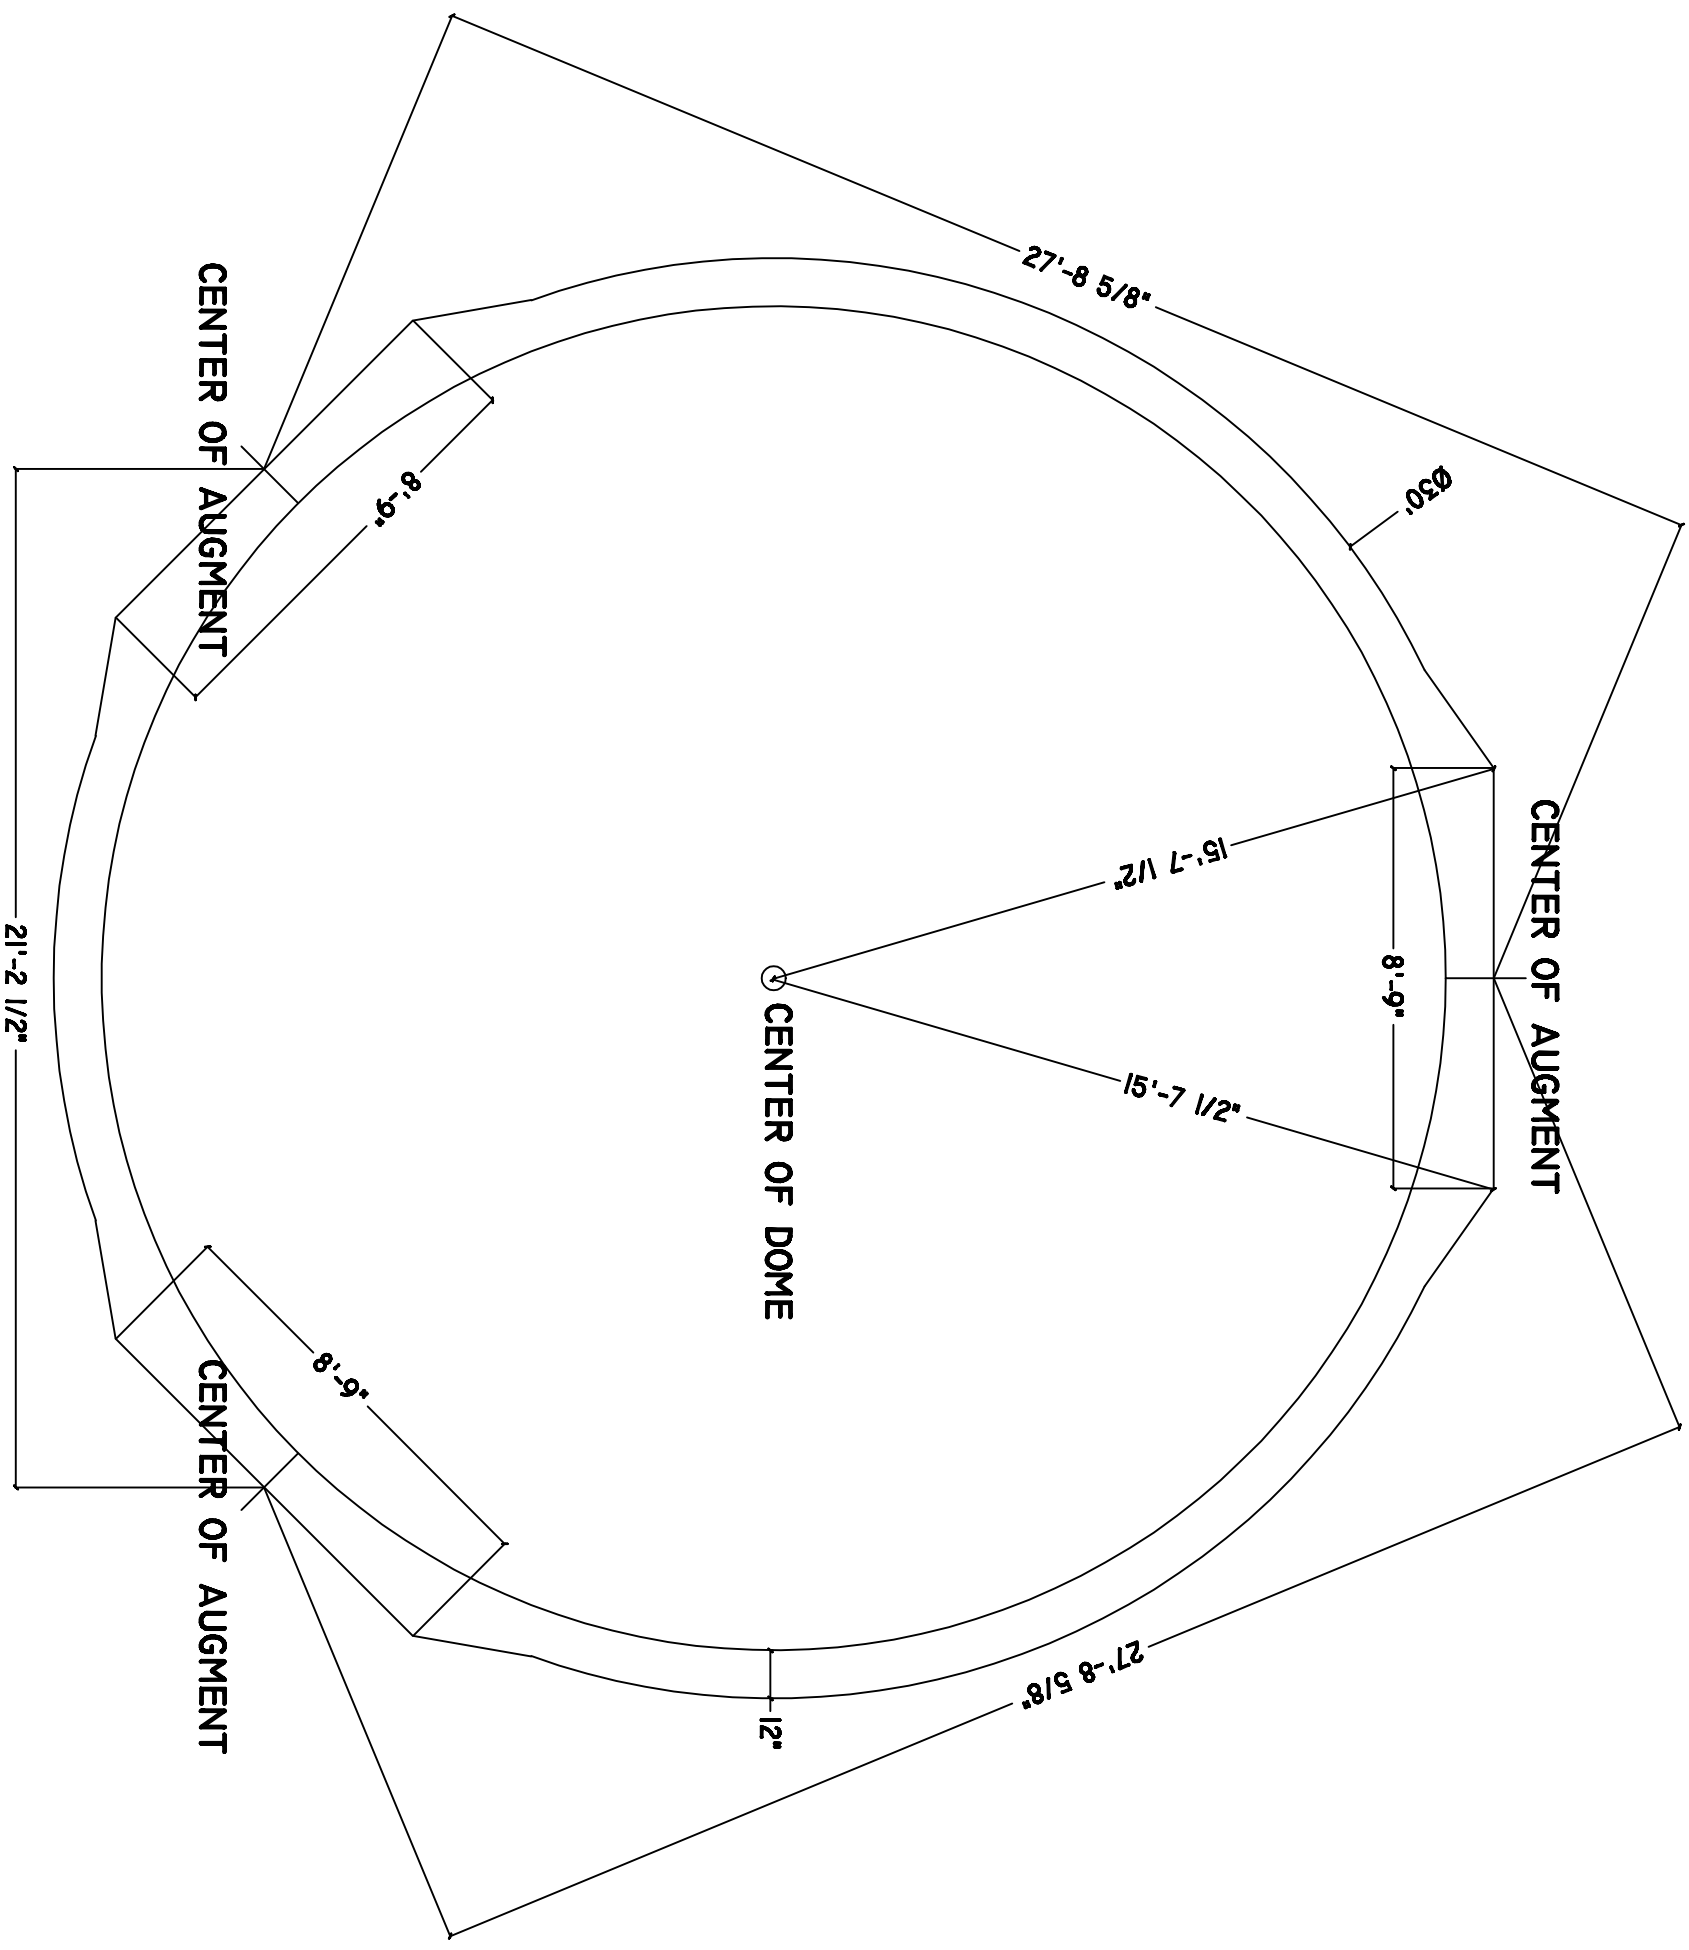 27'-8 5/8"
CENTER OF AUGMENT
Ø30'
8'-9"
CENTER OF AUGMENT
15'-7 1/2"
21'-2 1/2"
8'-9"
CENTER OF DOME
15'-7 1/2"
8'-9"
CENTER OF AUGMENT
27'-8 5/8"
12"